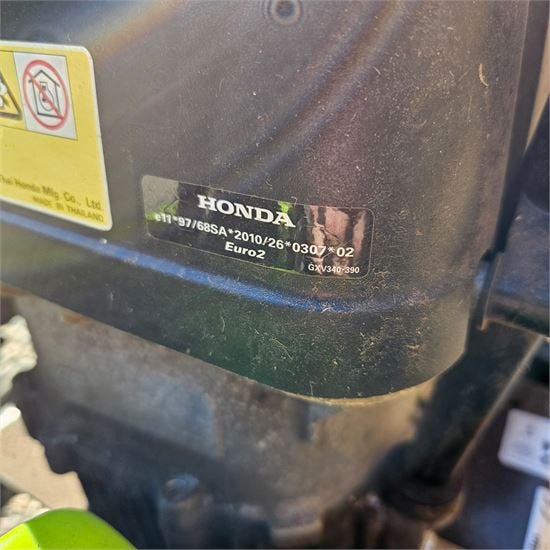 Thai Honda Mfg. Co., Ltd.
MADE IN THAILAND
HONDA
e11*97/68SA*2010/26*0307*02
Euro2
GXV340-390